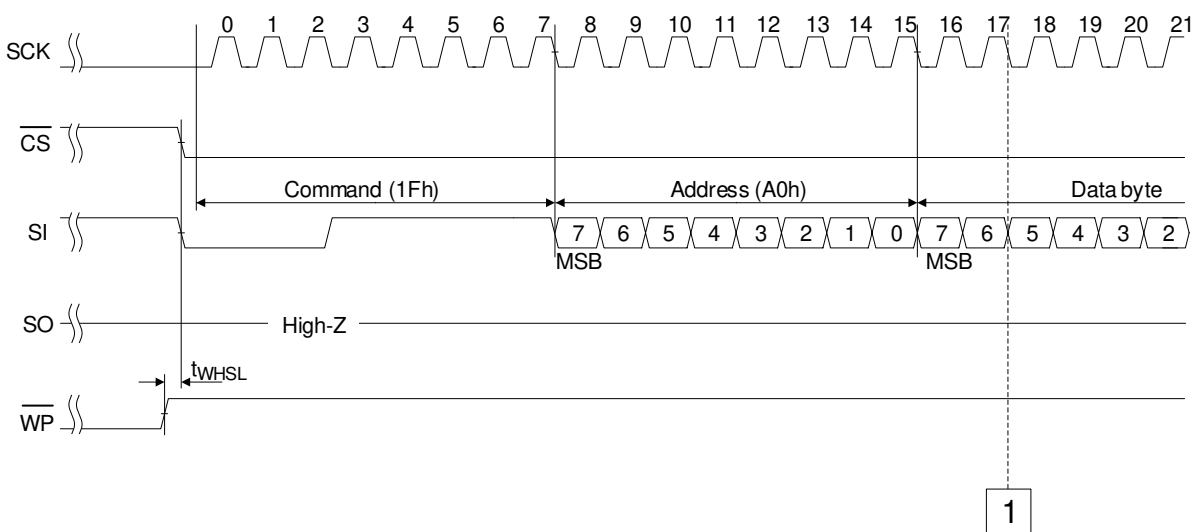 0 1 2 3 4 5 6 7 8 9 10 11 12 13 14 15 16 17 18 19 20 21
SCK
CS
Command (1Fh) Address (A0h) Data byte
SI 7 6 5 4 3 2 1 0 7 6 5 4 3 2
MSB MSB
SO High-Z
tWHSL
WP
1